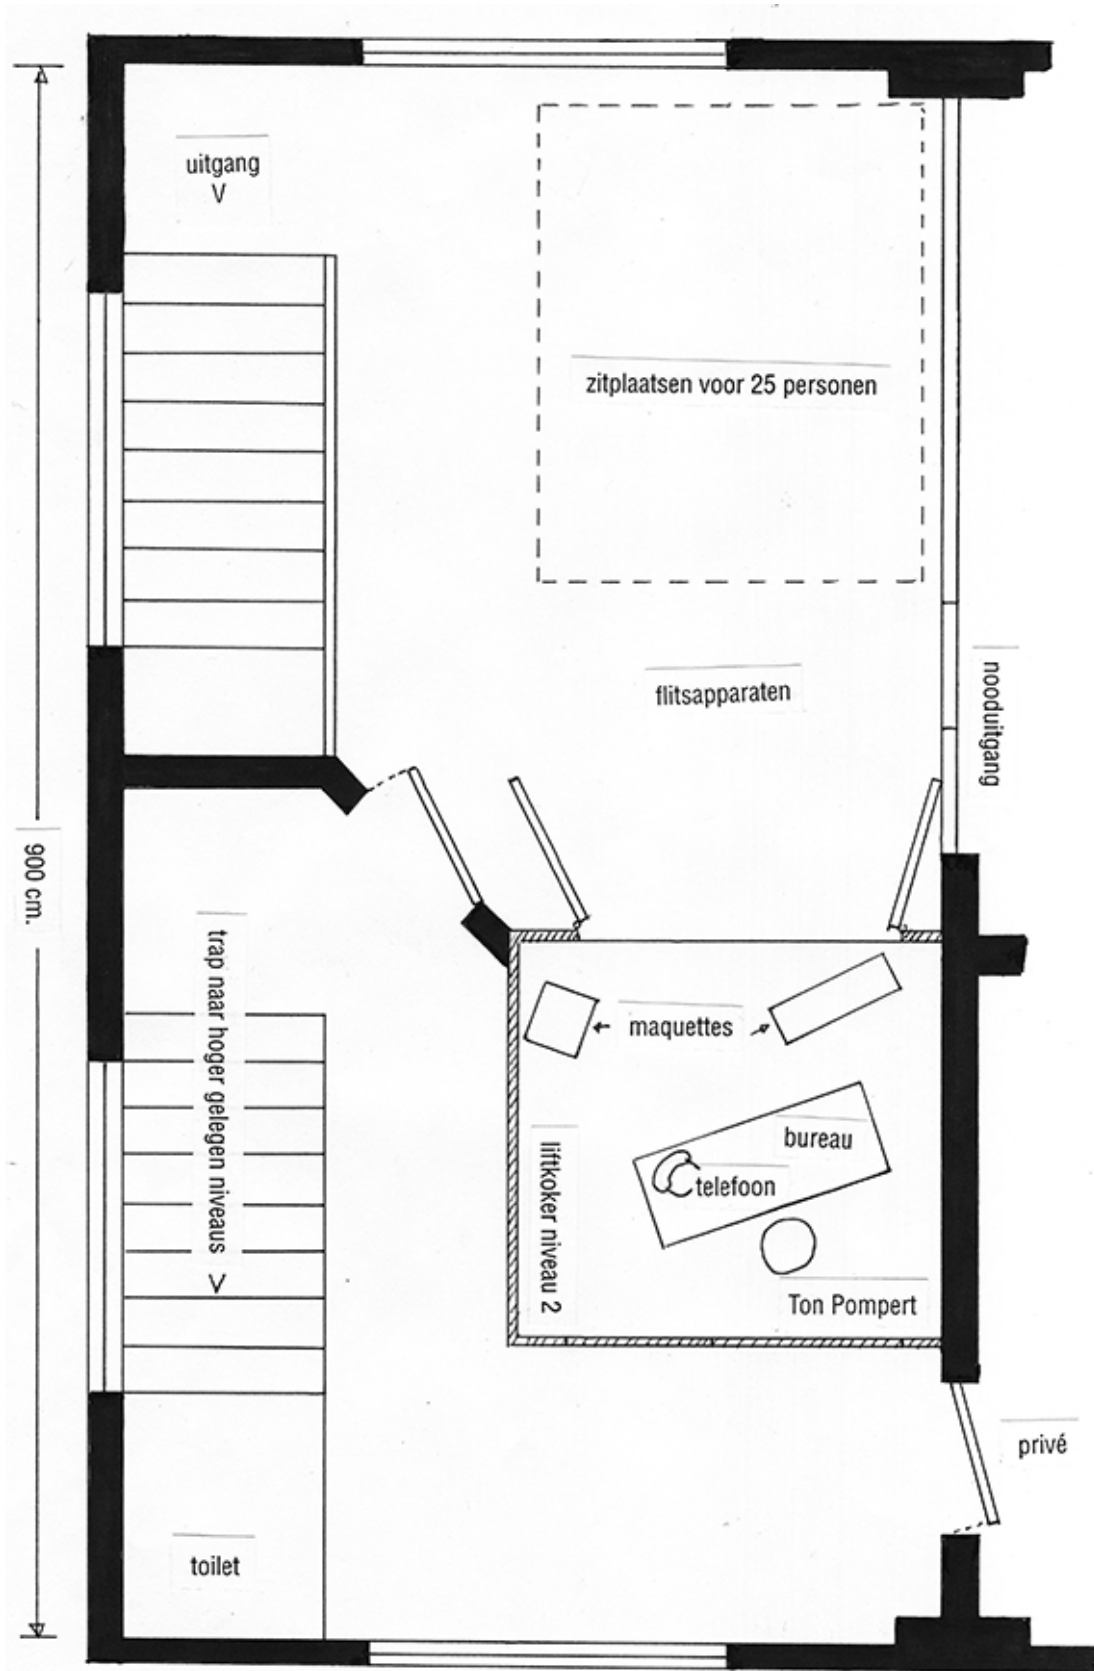 uitgang
V
zitplaatsen voor 25 personen
flitsapparaten
nooduitgang
900 cm.
trap naar hoger gelegen niveaus >
maquettes
bureau
telefoon
liftkoker niveau 2
Ton Pompert
privé
toilet